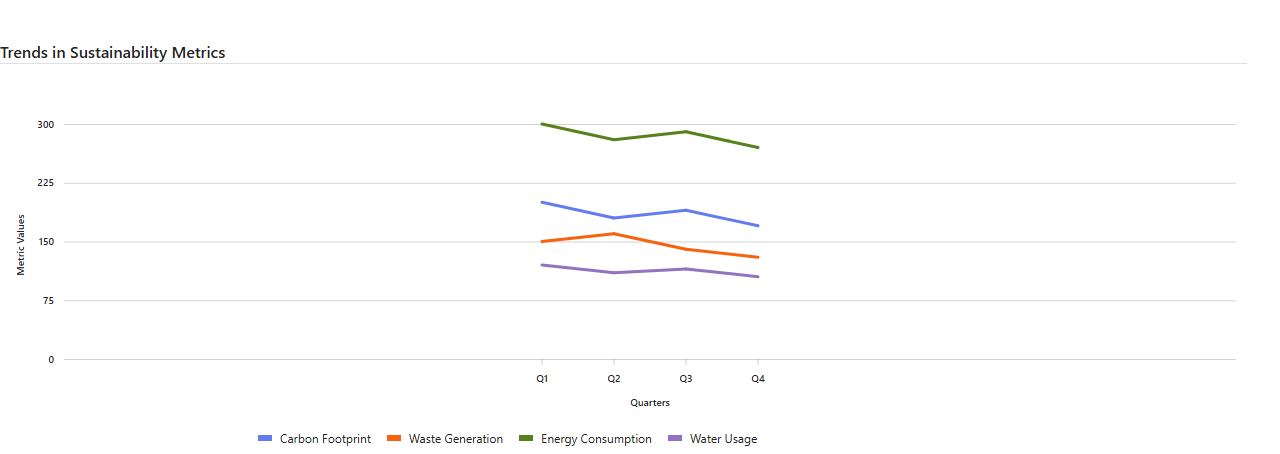 Trends in Sustainability Metrics
300
225
150
75
0
Metric Values
Q1 Q2 Q3 Q4
Quarters
Carbon Footprint Waste Generation Energy Consumption Water Usage